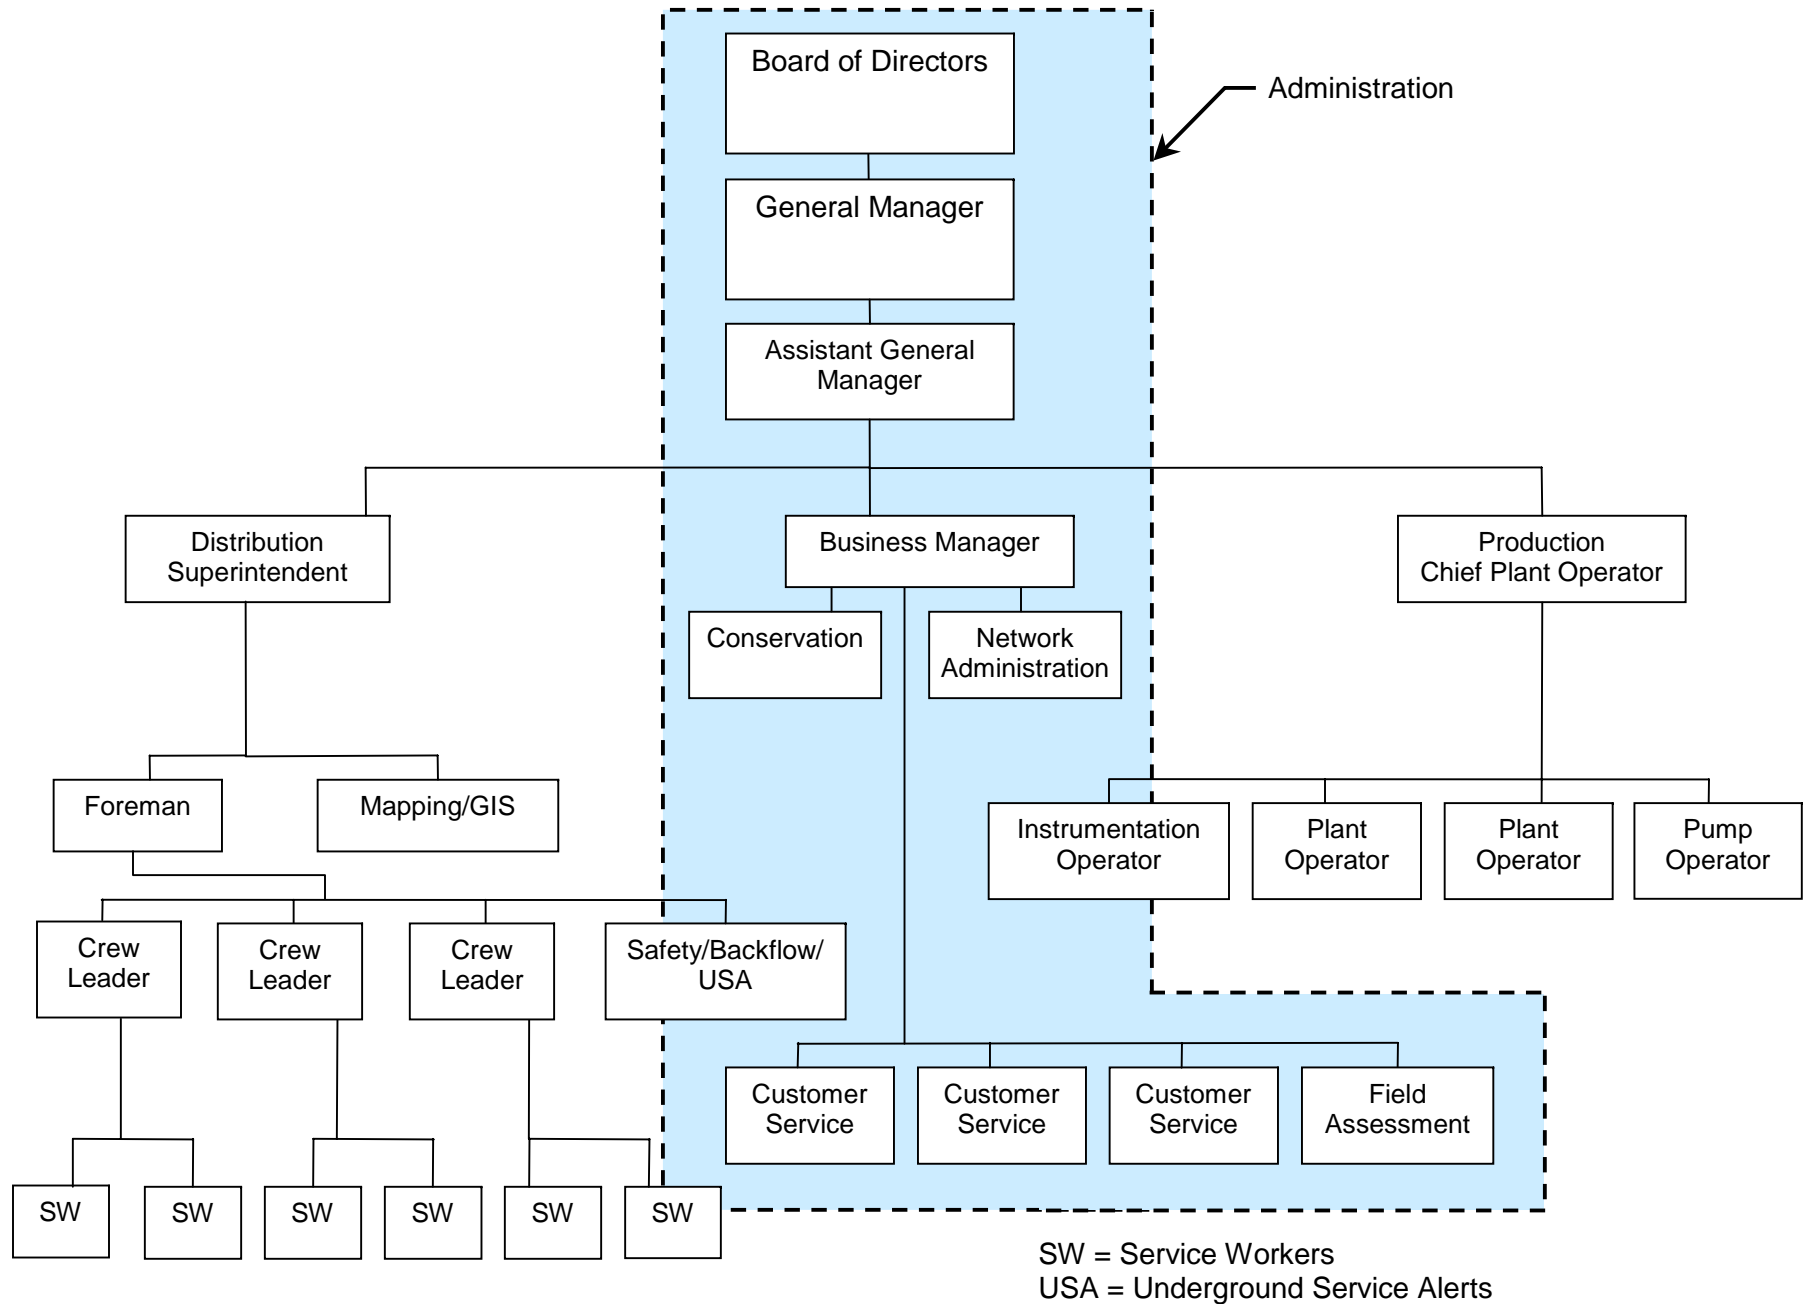 Board of Directors
Administration
General Manager
Assistant General
Manager
Distribution
Superintendent
Business Manager
Production
Chief Plant Operator
Conservation
Network
Administration
Foreman
Mapping/GIS
Instrumentation
Operator
Plant
Operator
Plant
Operator
Pump
Operator
Crew
Leader
Crew
Leader
Crew
Leader
Safety/Backflow/
USA
Customer
Service
Customer
Service
Customer
Service
Field
Assessment
SW
SW
SW
SW
SW
SW
SW = Service Workers
USA = Underground Service Alerts